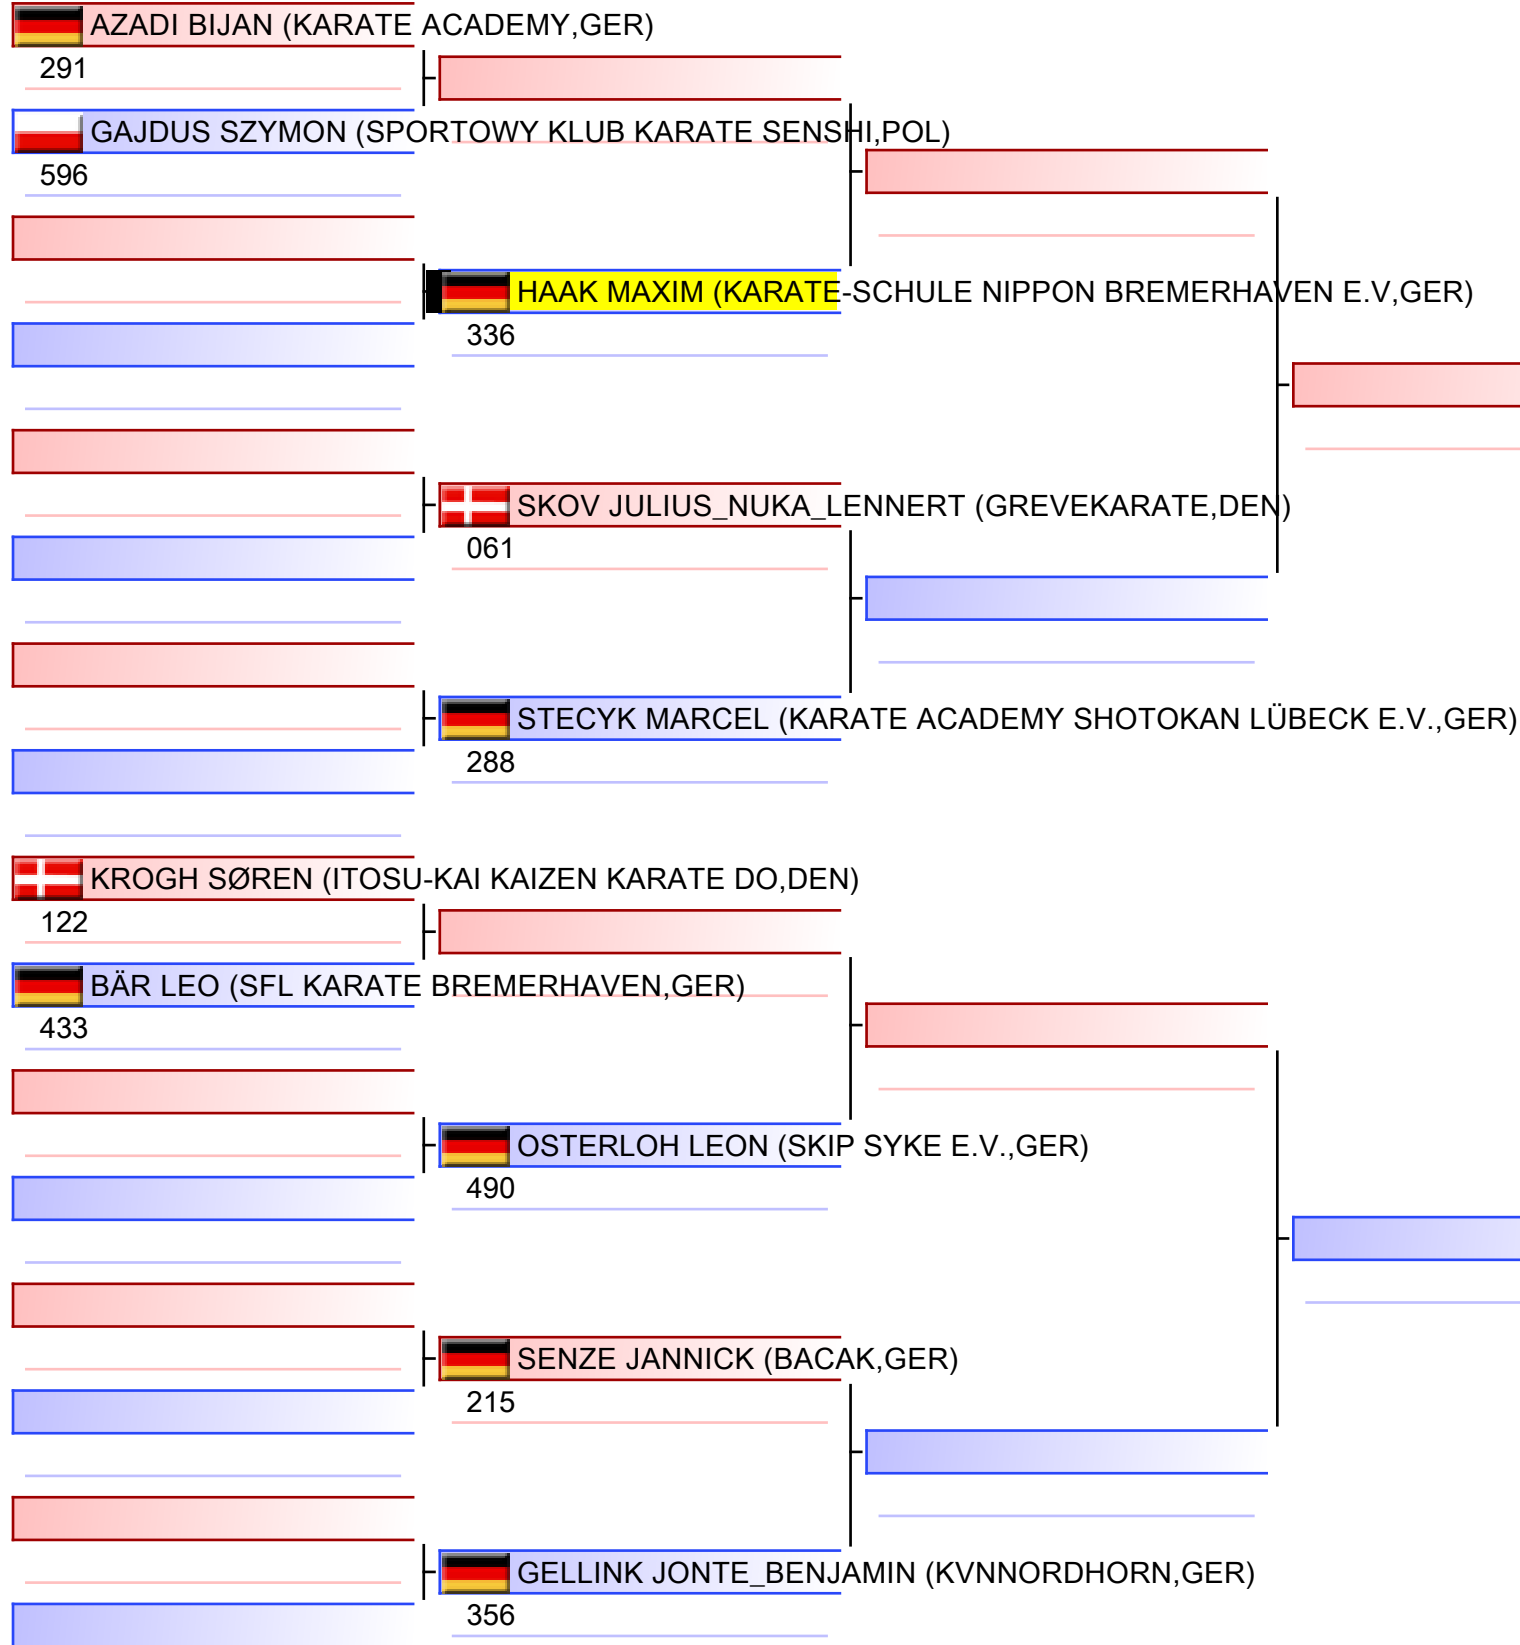 AZADI BIJAN (KARATE ACADEMY,GER)
291
GAJDUS SZYMON (SPORTOWY KLUB KARATE SENSHI,POL)
596
HAAK MAXIM (KARATE-SCHULE NIPPON BREMERHAVEN E.V,GER)
336
SKOV JULIUS_NUKA_LENNERT (GREVEKARATE,DEN)
061
STECYK MARCEL (KARATE ACADEMY SHOTOKAN LÜBECK E.V.,GER)
288
KROGH SØREN (ITOSU-KAI KAIZEN KARATE DO,DEN)
122
BÄR LEO (SFL KARATE BREMERHAVEN,GER)
433
OSTERLOH LEON (SKIP SYKE E.V.,GER)
490
SENZE JANNICK (BACAK,GER)
215
GELLINK JONTE_BENJAMIN (KVNNORDHORN,GER)
356